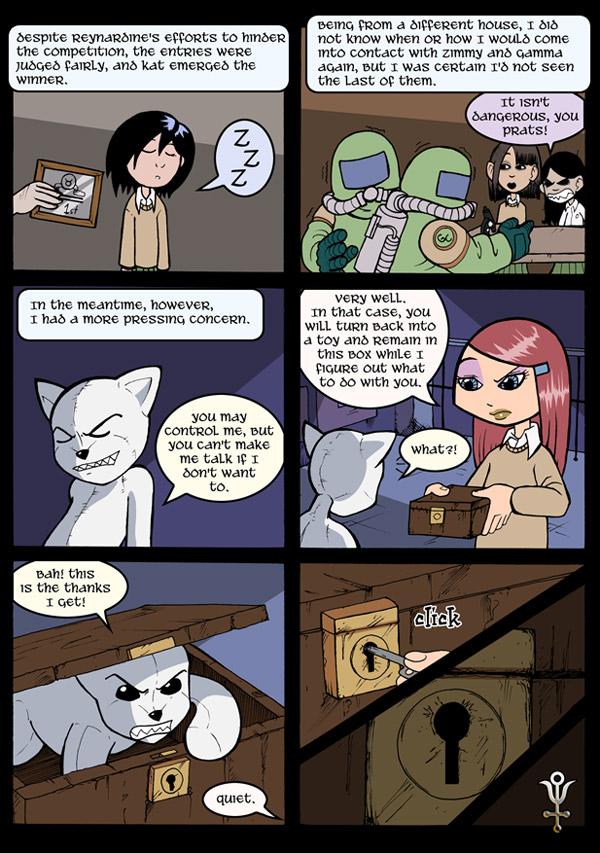 Despite Reynardine's efforts to hinder
the competition, the entries were
judged fairly, and Kat emerged the
winner.
Z
Z
Z
1st
Being from a different house, I did
not know when or how I would come
into contact with Zimmy and Gamma
again, but I was certain I'd not seen
the last of them.
It isn't
dangerous, you
prats!
GC
In the meantime, however,
I had a more pressing concern.
You may
control me, but
you can't make
me talk if I
don't want
to.
Very well.
In that case, you
will turn back into
a toy and remain in
this box while I
figure out what
to do with you.
What?!
Bah! This
is the thanks
I get!
Quiet.
click